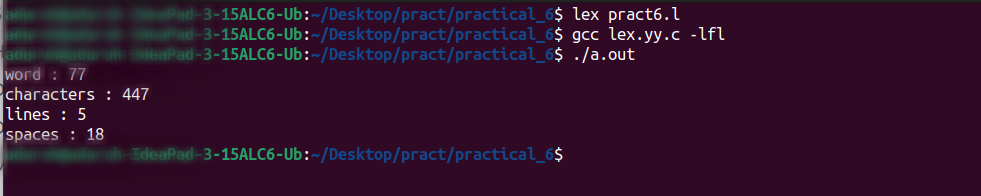 IdeaPad-3-15ALC6-Ub:~/Desktop/pract/practical_6$ lex pract6.l
IdeaPad-3-15ALC6-Ub:~/Desktop/pract/practical_6$ gcc lex.yy.c -lfl
IdeaPad-3-15ALC6-Ub:~/Desktop/pract/practical_6$ ./a.out
word : 77
characters : 447
lines : 5
spaces : 18
IdeaPad-3-15ALC6-Ub:~/Desktop/pract/practical_6$